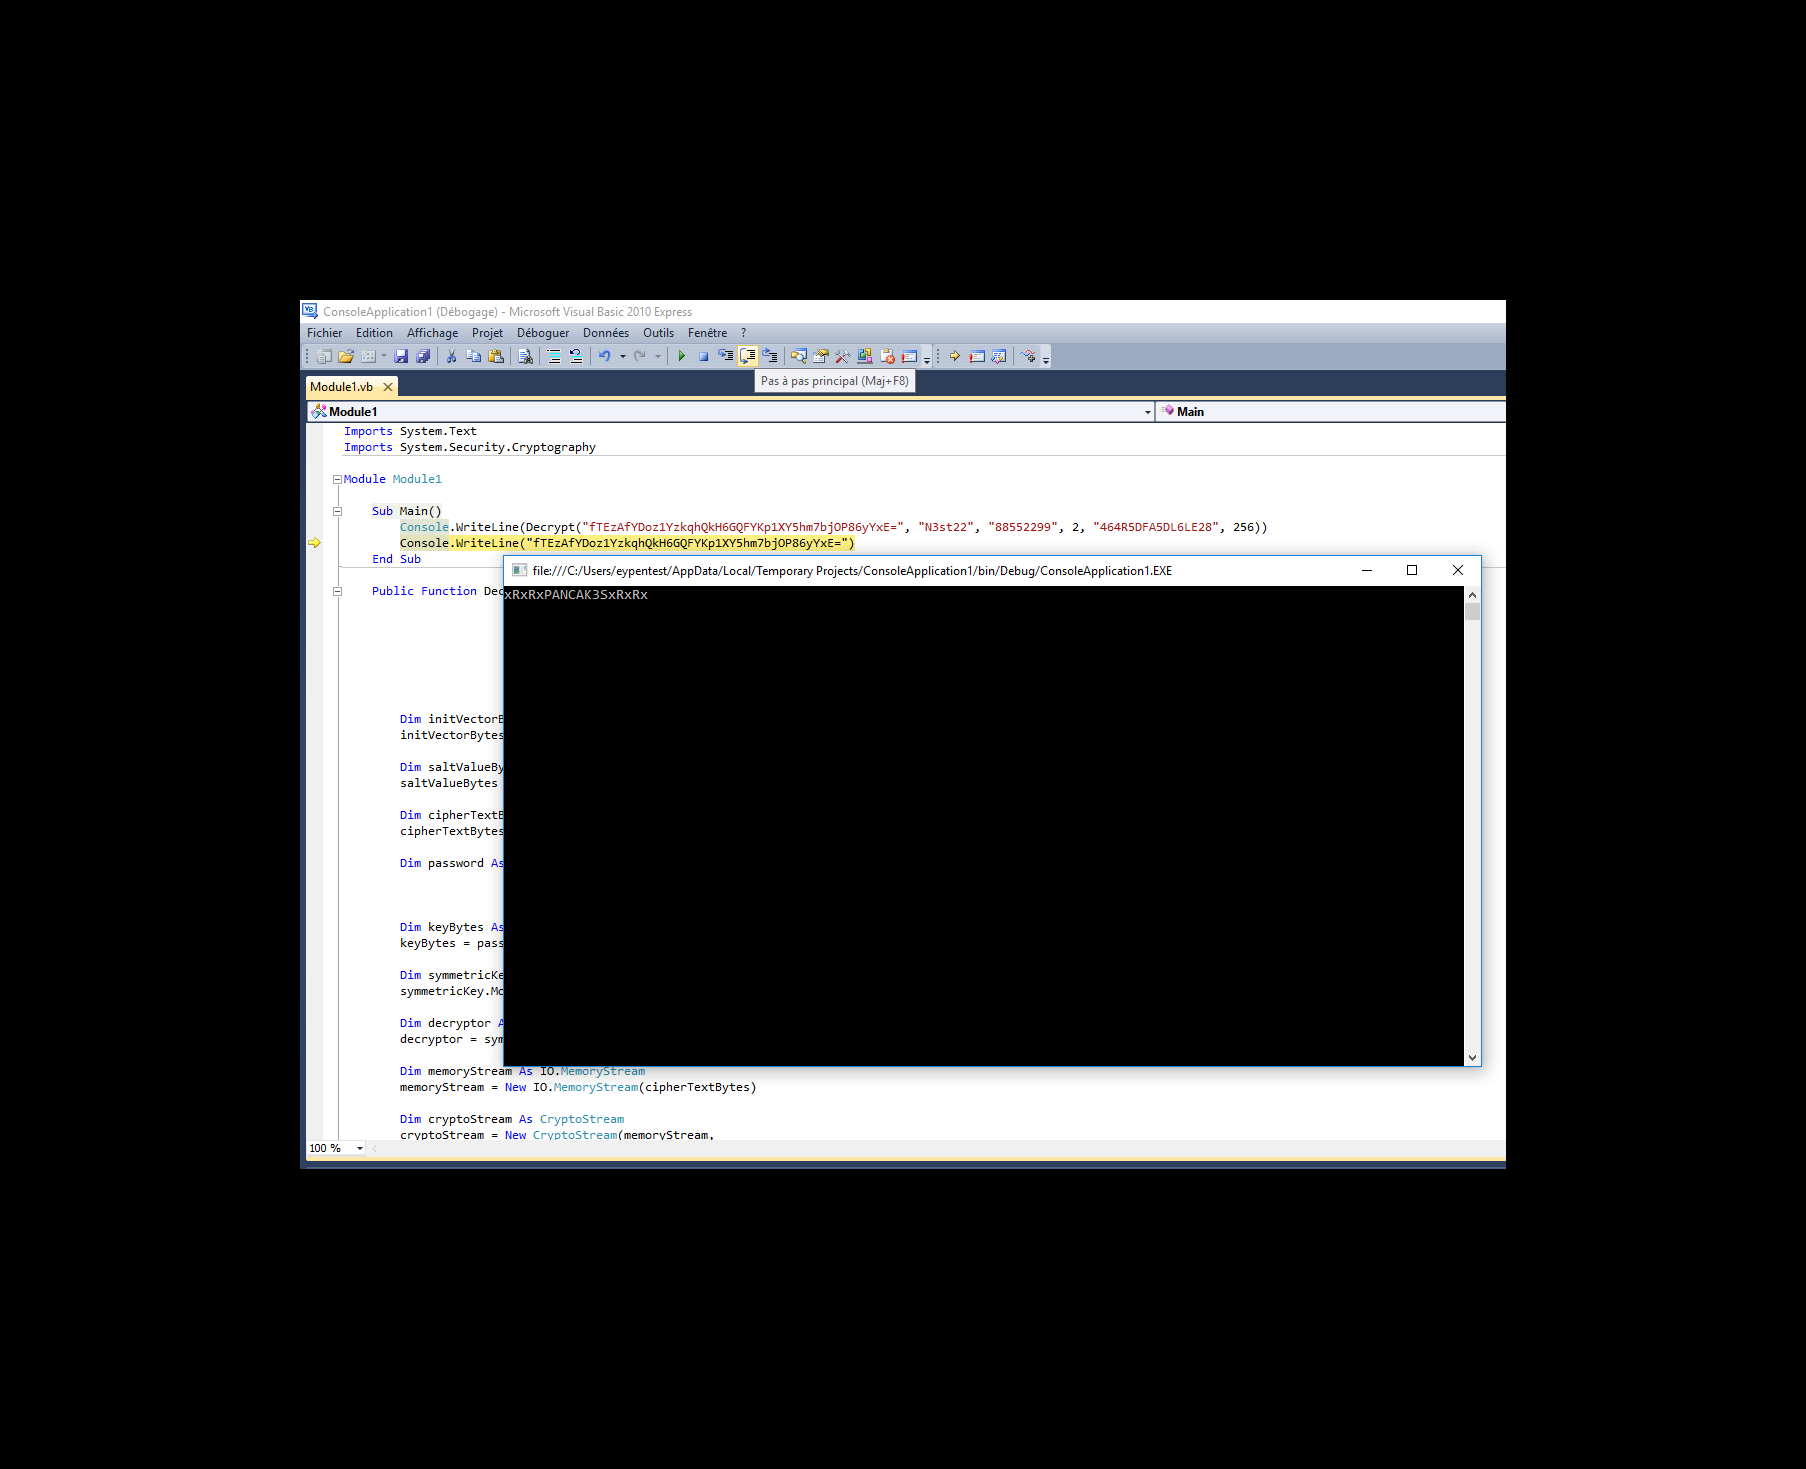 ConsoleApplication1 (Débogage) - Microsoft Visual Basic 2010 Express
Fichier Edition Affichage Projet Déboguer Données Outils Fenêtre ?
Pas à pas principal (Maj+F8)
Module1.vb
Module1 Main
Imports System.Text
Imports System.Security.Cryptography
Module Module1
Sub Main()
Console.WriteLine(Decrypt("fTEzAfYDoz1YzkqhQkH6GQFYKp1XY5hm7bjOP86yYxE=", "N3st22", "88552299", 2, "464R5DFA5DL6LE28", 256))
Console.WriteLine("fTEzAfYDoz1YzkqhQkH6GQFYKp1XY5hm7bjOP86yYxE=")
End Sub
file:///C:/Users/eypentest/AppData/Local/Temporary Projects/ConsoleApplication1/bin/Debug/ConsoleApplication1.EXE
Public Function Dec
xRxRxPANCAK3SxRxRx
Dim initVectorB
initVectorBytes
Dim saltValueBy
saltValueBytes
Dim cipherTextB
cipherTextBytes
Dim password As
Dim keyBytes As
keyBytes = pass
Dim symmetricKe
symmetricKey.Mo
Dim decryptor A
decryptor = sym
Dim memoryStream As IO.MemoryStream
memoryStream = New IO.MemoryStream(cipherTextBytes)
Dim cryptoStream As CryptoStream
cryptoStream = New CryptoStream(memoryStream,
100 %